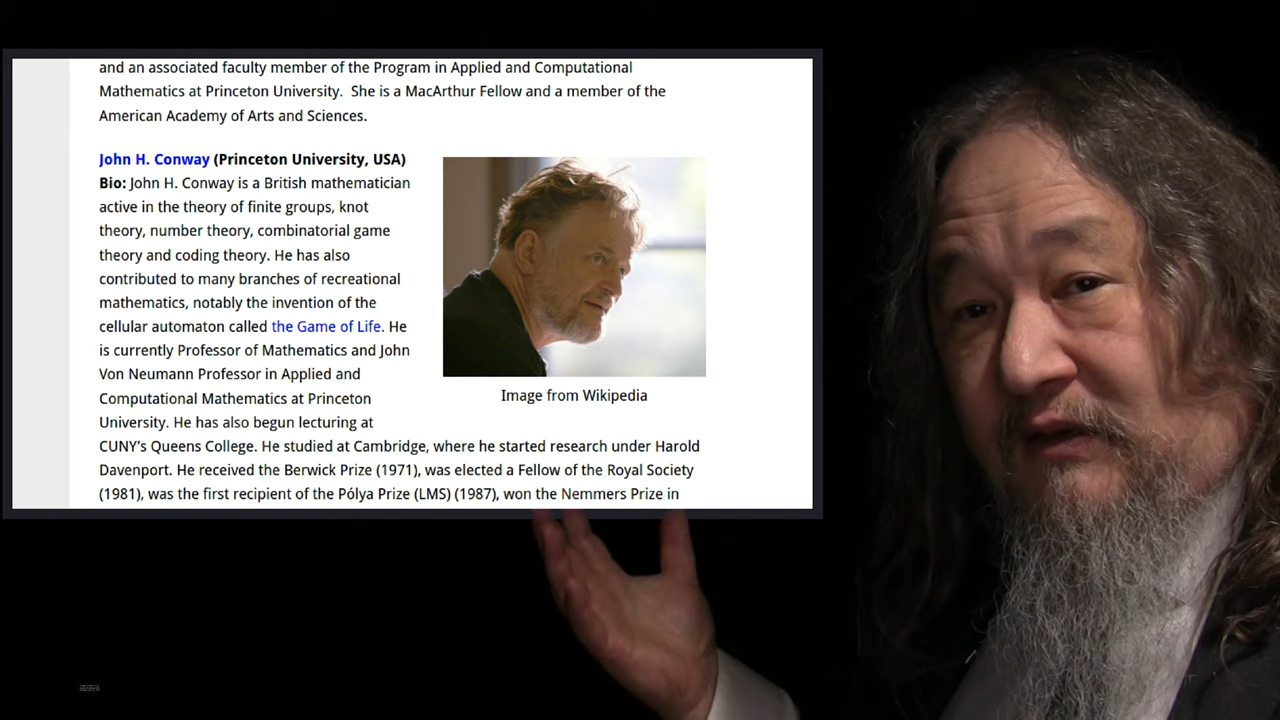 and an associated faculty member of the Program in Applied and Computational
Mathematics at Princeton University. She is a MacArthur Fellow and a member of the
American Academy of Arts and Sciences.
John H. Conway (Princeton University, USA)
Bio: John H. Conway is a British mathematician
active in the theory of finite groups, knot
theory, number theory, combinatorial game
theory and coding theory. He has also
contributed to many branches of recreational
mathematics, notably the invention of the
cellular automaton called the Game of Life. He
is currently Professor of Mathematics and John
Von Neumann Professor in Applied and
Computational Mathematics at Princeton
University. He has also begun lecturing at
CUNY’s Queens College. He studied at Cambridge, where he started research under Harold
Davenport. He received the Berwick Prize (1971), was elected a Fellow of the Royal Society
(1981), was the first recipient of the Pólya Prize (LMS) (1987), won the Nemmers Prize in
Image from Wikipedia